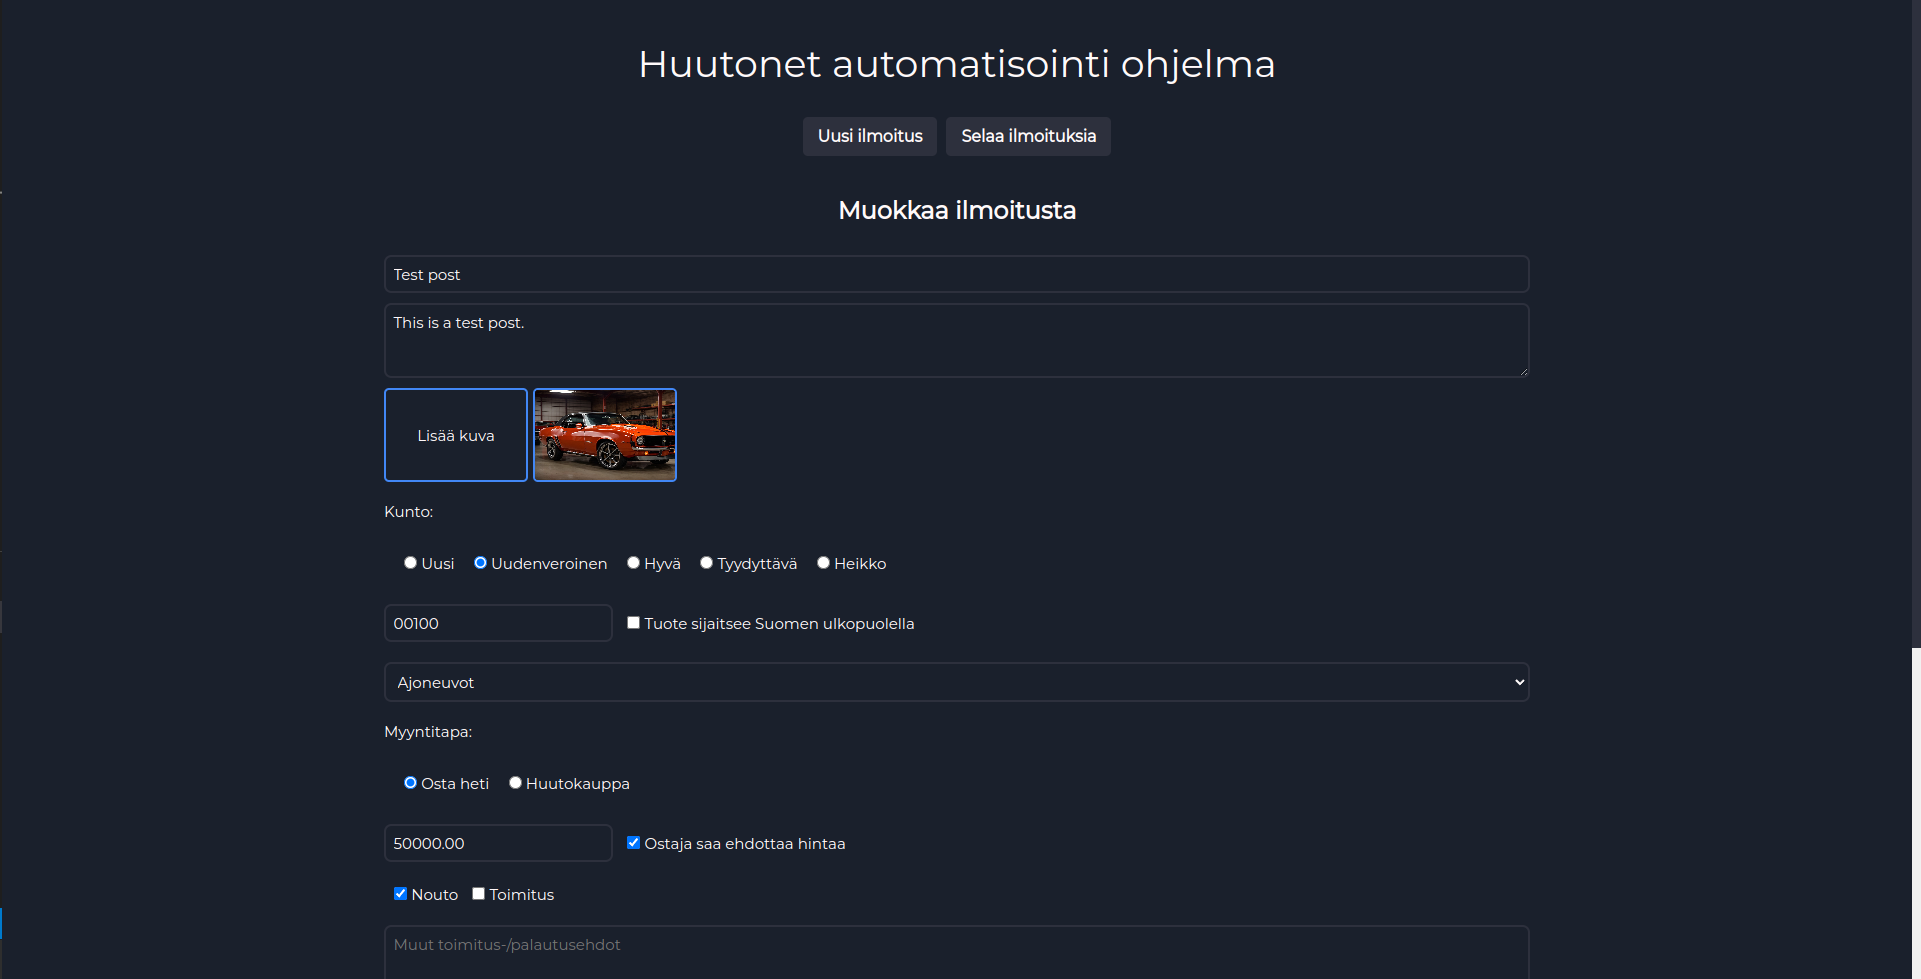 Huutonet automatisointi ohjelma
Uusi ilmoitus Selaa ilmoituksia
Muokkaa ilmoitusta
Test post
This is a test post.
Lisää kuva
Kunto:
Uusi Uudenveroinen Hyvä Tyydyttävä Heikko
00100 Tuote sijaitsee Suomen ulkopuolella
Ajoneuvot
Myyntitapa:
Osta heti Huutokauppa
50000.00 Ostaja saa ehdottaa hintaa
Nouto Toimitus
Muut toimitus-/palautusehdot